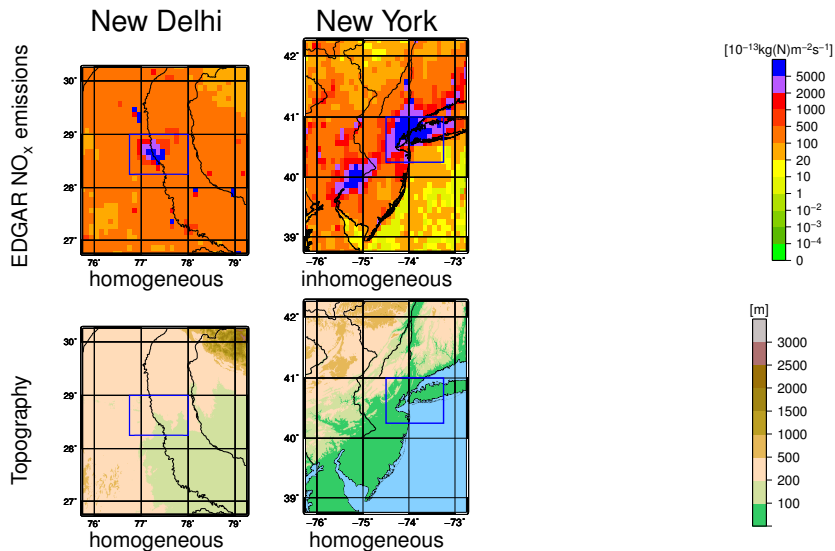 New Delhi
New York
EDGAR NOₓ emissions
30˚
29˚
28˚
27˚
76˚ 77˚ 78˚ 79˚
homogeneous
42˚
41˚
40˚
39˚
−76˚ −75˚ −74˚ −73˚
inhomogeneous
[10⁻¹³kg(N)m⁻²s⁻¹]
5000
2000
1000
500
100
20
10
1
10⁻²
10⁻⁴
0
Topography
30˚
29˚
28˚
27˚
76˚ 77˚ 78˚ 79˚
homogeneous
42˚
41˚
40˚
39˚
−76˚ −75˚ −74˚ −73˚
homogeneous
[m]
3000
2500
2000
1500
1000
500
200
100